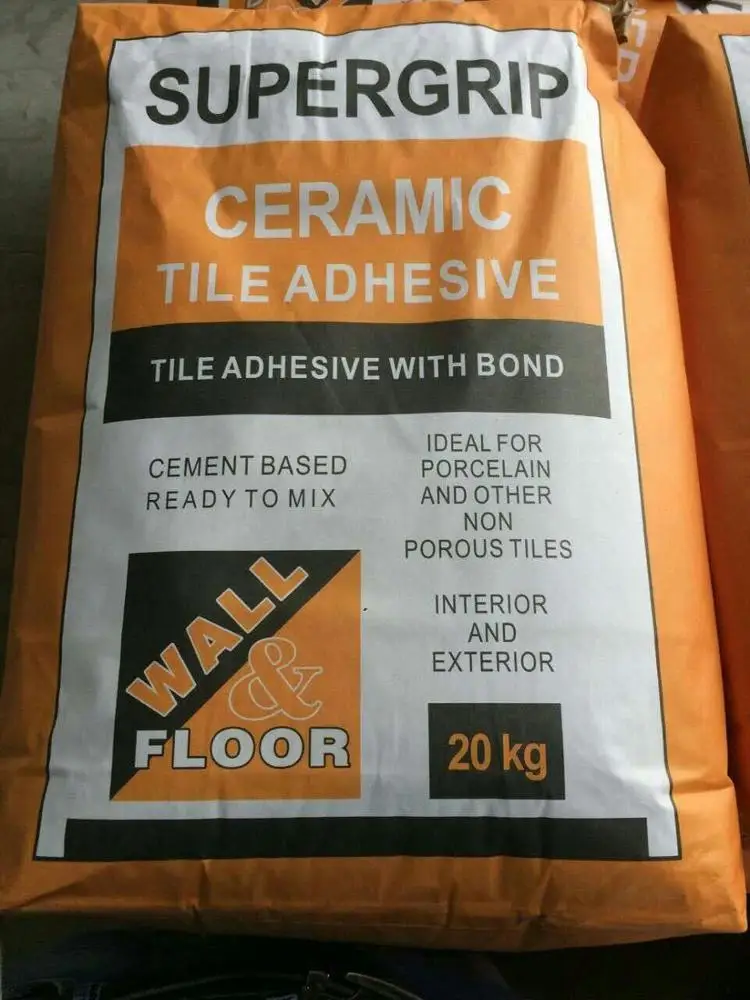 SUPERGRIP
CERAMIC
TILE ADHESIVE
TILE ADHESIVE WITH BOND
CEMENT BASED
READY TO MIX
IDEAL FOR
PORCELAIN
AND OTHER
NON
POROUS TILES
INTERIOR
AND
EXTERIOR
WALL
&
FLOOR
20 kg